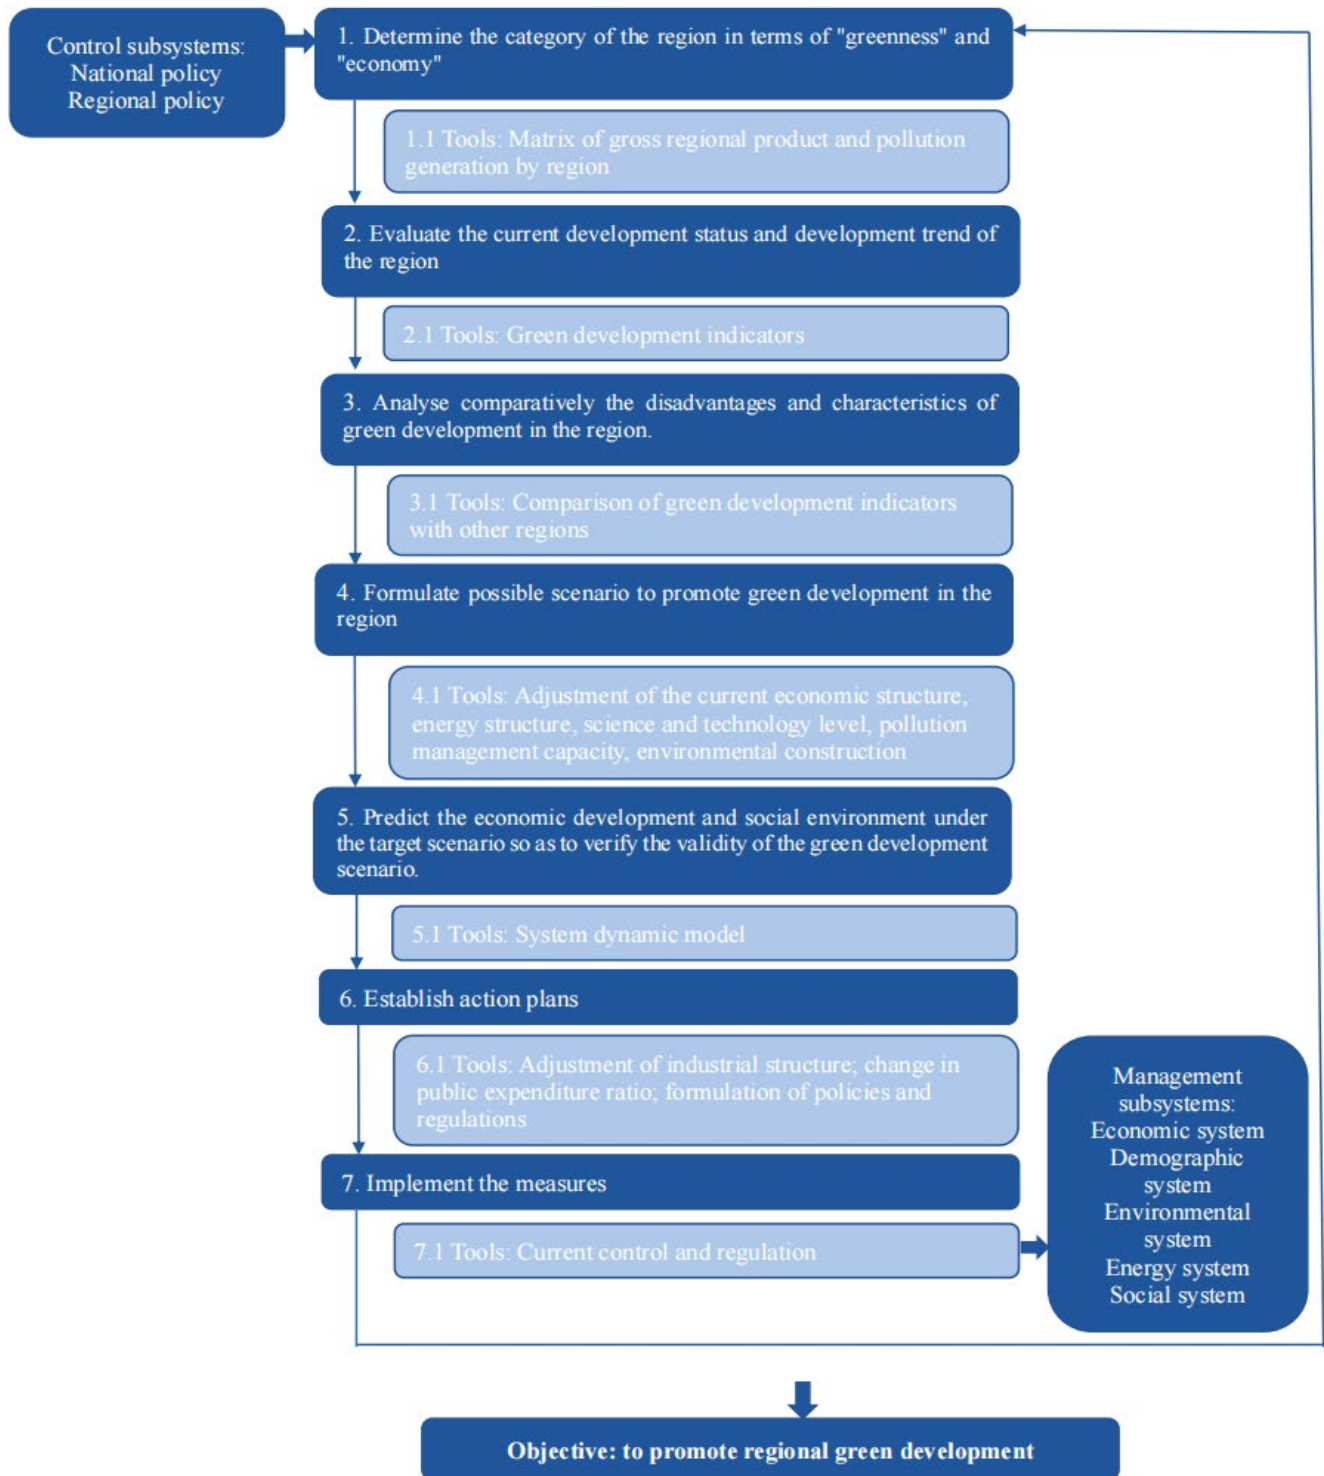 Control subsystems:
National policy
Regional policy
1. Determine the category of the region in terms of "greenness" and
"economy"
1.1 Tools: Matrix of gross regional product and pollution
generation by region
2. Evaluate the current development status and development trend of
the region
2.1 Tools: Green development indicators
3. Analyse comparatively the disadvantages and characteristics of
green development in the region.
3.1 Tools: Comparison of green development indicators
with other regions
4. Formulate possible scenario to promote green development in the
region
4.1 Tools: Adjustment of the current economic structure,
energy structure, science and technology level, pollution
management capacity, environmental construction
5. Predict the economic development and social environment under
the target scenario so as to verify the validity of the green development
scenario.
5.1 Tools: System dynamic model
6. Establish action plans
6.1 Tools: Adjustment of industrial structure; change in
public expenditure ratio; formulation of policies and
regulations
7. Implement the measures
7.1 Tools: Current control and regulation
Management
subsystems:
Economic system
Demographic
system
Environmental
system
Energy system
Social system
Objective: to promote regional green development